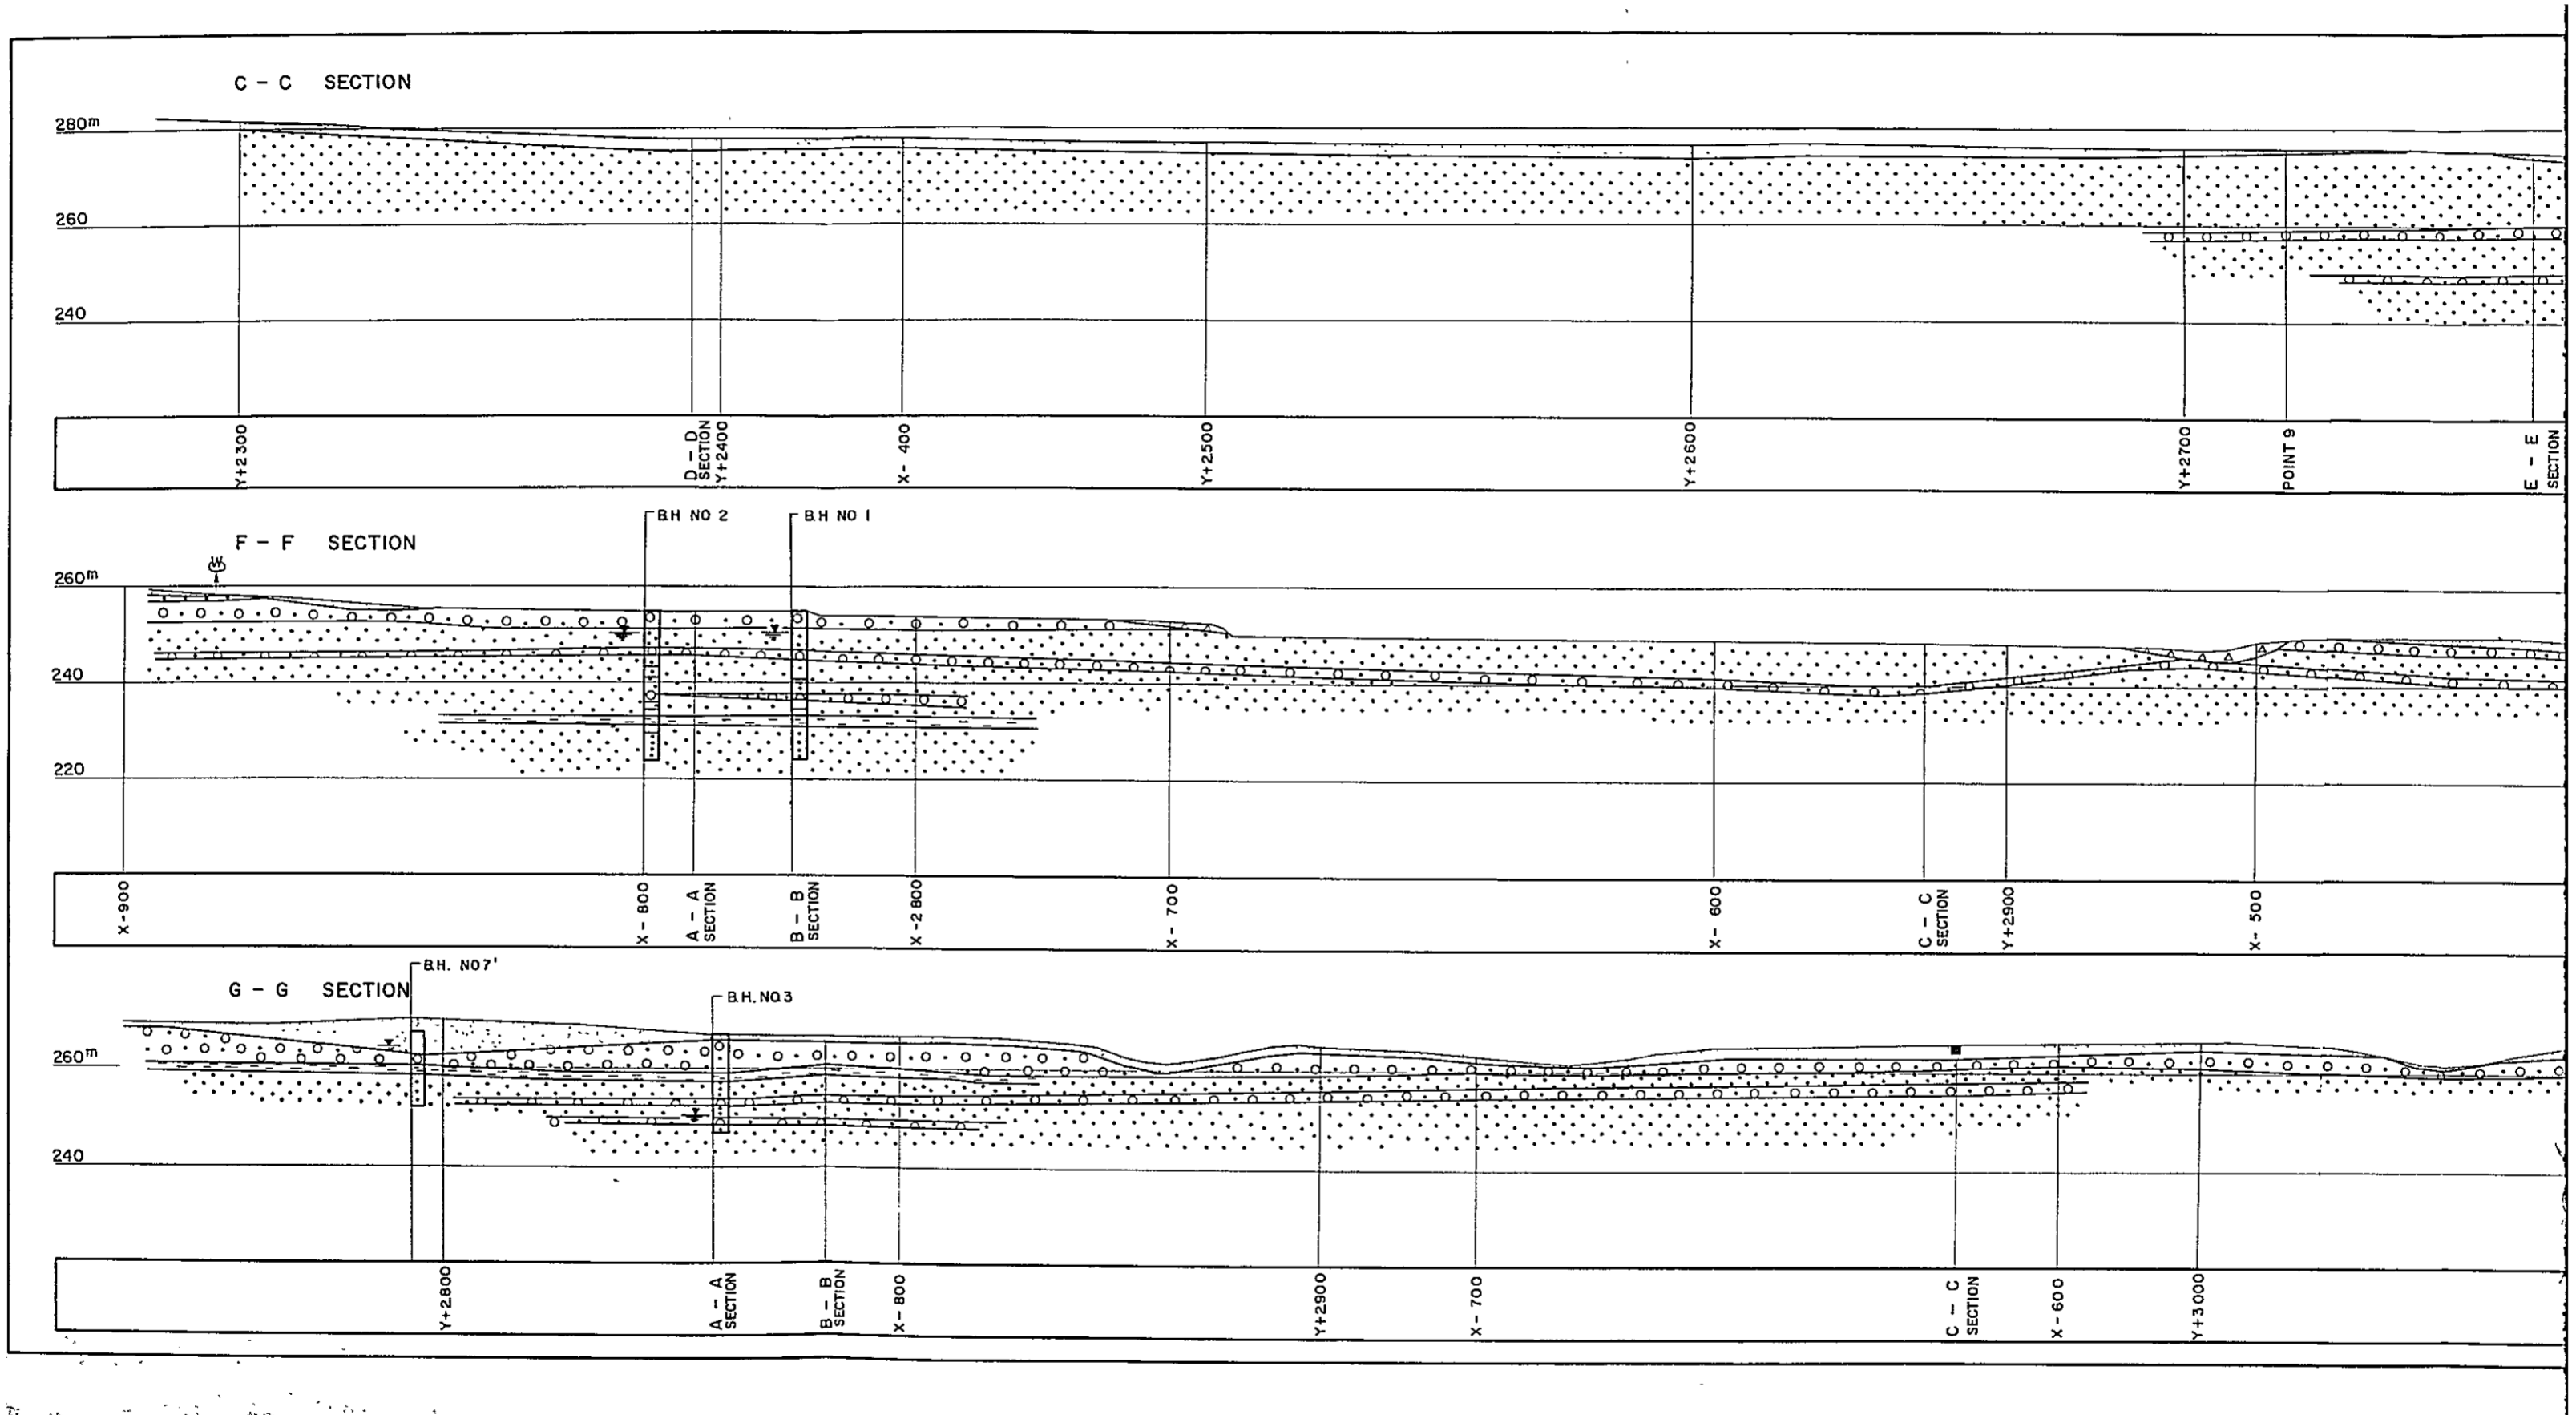 C - C SECTION
280m
260
240
Y+2300
D - D
SECTION
Y+2400
X- 400
Y+2500
Y+2600
Y+2700
POINT 9
E - E
SECTION
B.H NO 2
B.H NO 1
F - F SECTION
W
260m
240
220
X-900
X- 800
A - A
SECTION
B - B
SECTION
X-2800
X- 700
X- 600
C - C
SECTION
Y+2900
X- 500
B.H. NO7'
G - G SECTION
B.H. NO.3
260m
240
Y+2800
A - A
SECTION
B - B
SECTION
X-800
Y+2900
X-700
C - C
SECTION
X-600
Y+3000